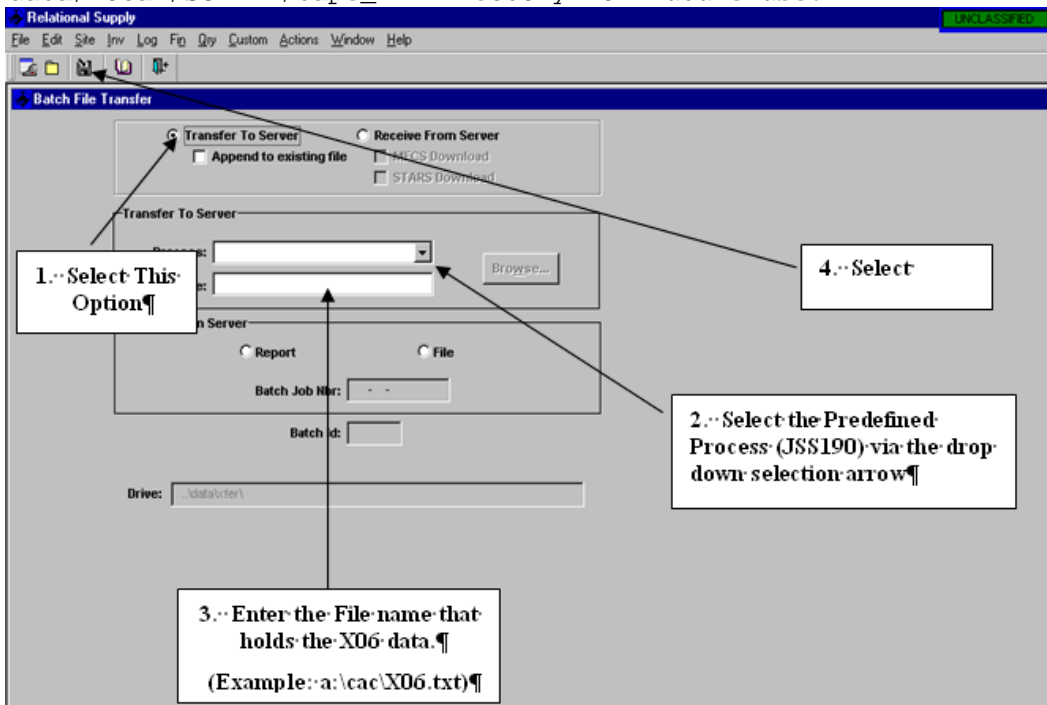 Relational Supply
UNCLASSIFIED
File Edit Site Inv Log Fin Qry Custom Actions Window Help
Batch File Transfer
Transfer To Server Receive From Server
Append to existing file MECS Download
STARS Download
Transfer To Server
Browse...
1. Select This
Option¶
4. Select
n Server
Report File
Batch Job Nbr: - -
Batch Id:
2. Select the Predefined
Process (JSS190) via the drop
down selection arrow¶
Drive: ..\data\xfer\
3. Enter the File name that
holds the X06 data.¶
(Example: a:\cac\X06.txt)¶